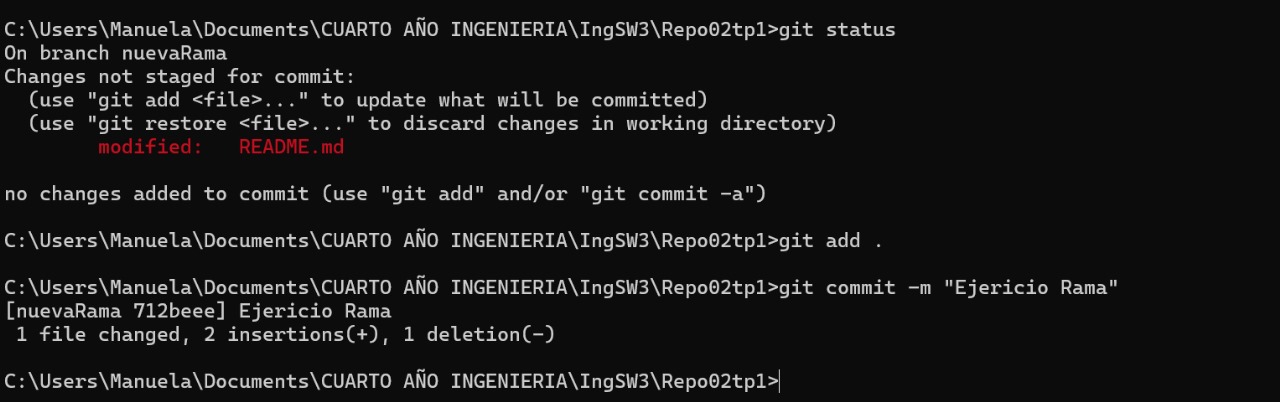 C:\Users\Manuela\Documents\CUARTO AÑO INGENIERIA\IngSW3\Repo02tp1>git status
On branch nuevaRama
Changes not staged for commit:
  (use "git add <file>..." to update what will be committed)
  (use "git restore <file>..." to discard changes in working directory)
        modified:   README.md
no changes added to commit (use "git add" and/or "git commit -a")
C:\Users\Manuela\Documents\CUARTO AÑO INGENIERIA\IngSW3\Repo02tp1>git add .
C:\Users\Manuela\Documents\CUARTO AÑO INGENIERIA\IngSW3\Repo02tp1>git commit -m "Ejericio Rama"
[nuevaRama 712beee] Ejericio Rama
 1 file changed, 2 insertions(+), 1 deletion(-)
C:\Users\Manuela\Documents\CUARTO AÑO INGENIERIA\IngSW3\Repo02tp1>